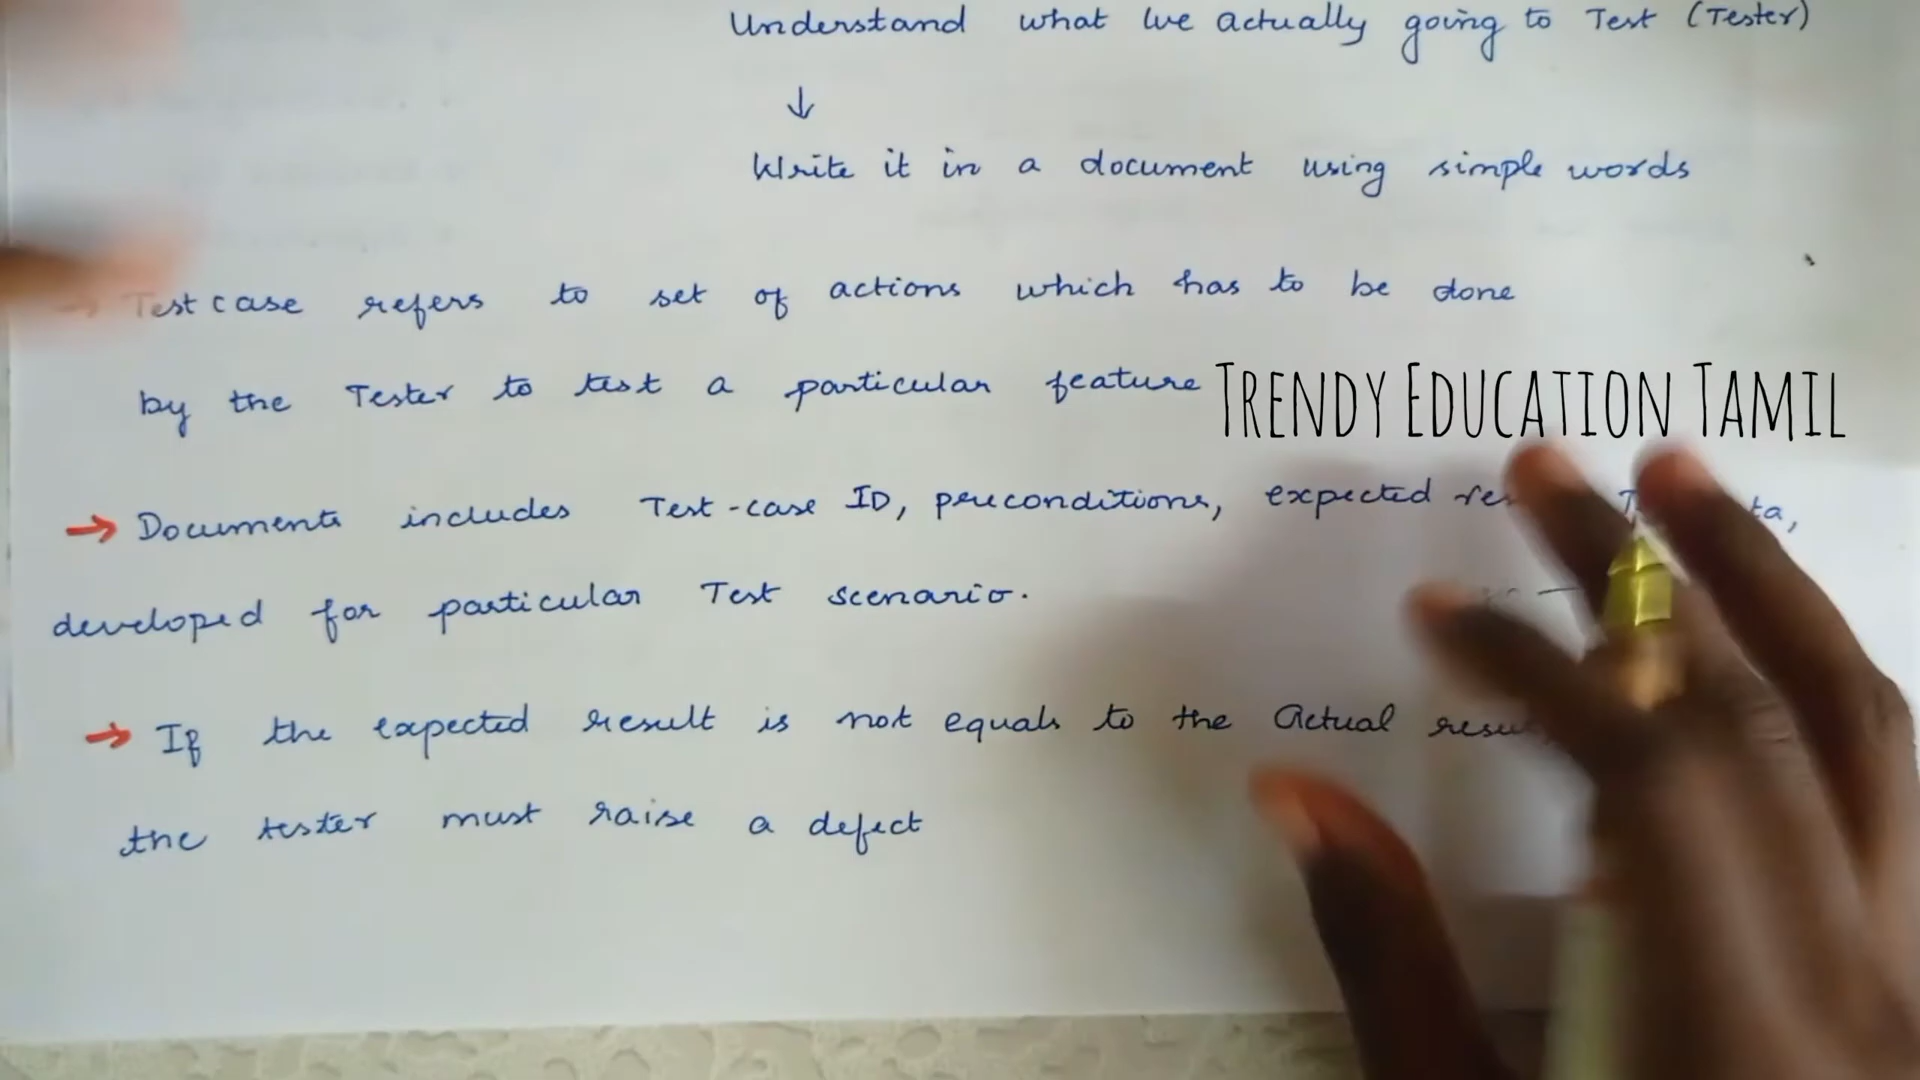 Understand what we actually going to Test (Tester)
↓
Write it in a document using simple words
→ Testcase refers to set of actions which has to be done
by the Tester to test a particular feature
TRENDY EDUCATION TAMIL
→ Documents includes Test-case ID, preconditions, expected
developed for particular Test scenario.
→ If the expected result is not equals to the Actual
the tester must raise a defect